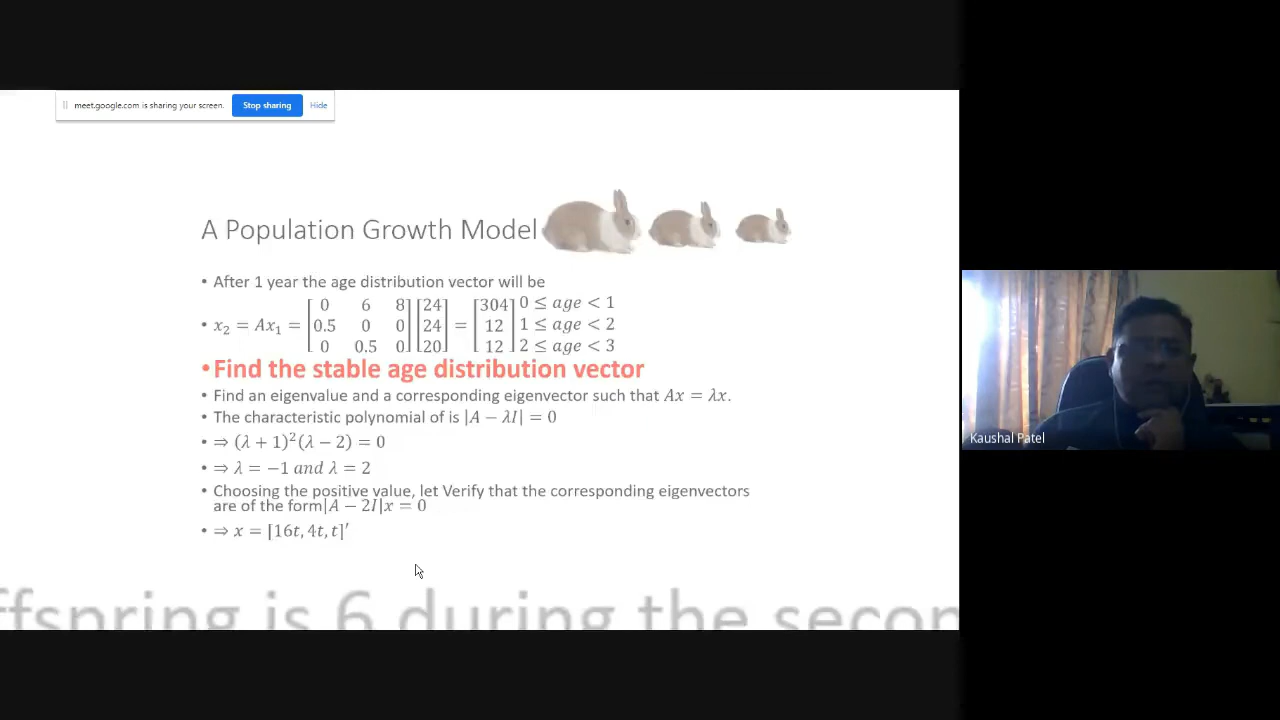 meet.google.com is sharing your screen. Stop sharing Hide
A Population Growth Model
• After 1 year the age distribution vector will be
• x₂ = Ax₁ = [0 6 8; 0.5 0 0; 0 0.5 0] [24; 24; 20] = [304; 12; 12] 0 ≤ age < 1
1 ≤ age < 2
2 ≤ age < 3
•Find the stable age distribution vector
• Find an eigenvalue and a corresponding eigenvector such that Ax = λx.
• The characteristic polynomial of is |A − λI| = 0
• ⇒ (λ + 1)²(λ − 2) = 0
• ⇒ λ = −1 and λ = 2
• Choosing the positive value, let Verify that the corresponding eigenvectors
are of the form|A − 2I|x = 0
• ⇒ x = [16t, 4t, t]′
ffspring is 6 during the secon
Kaushal Patel